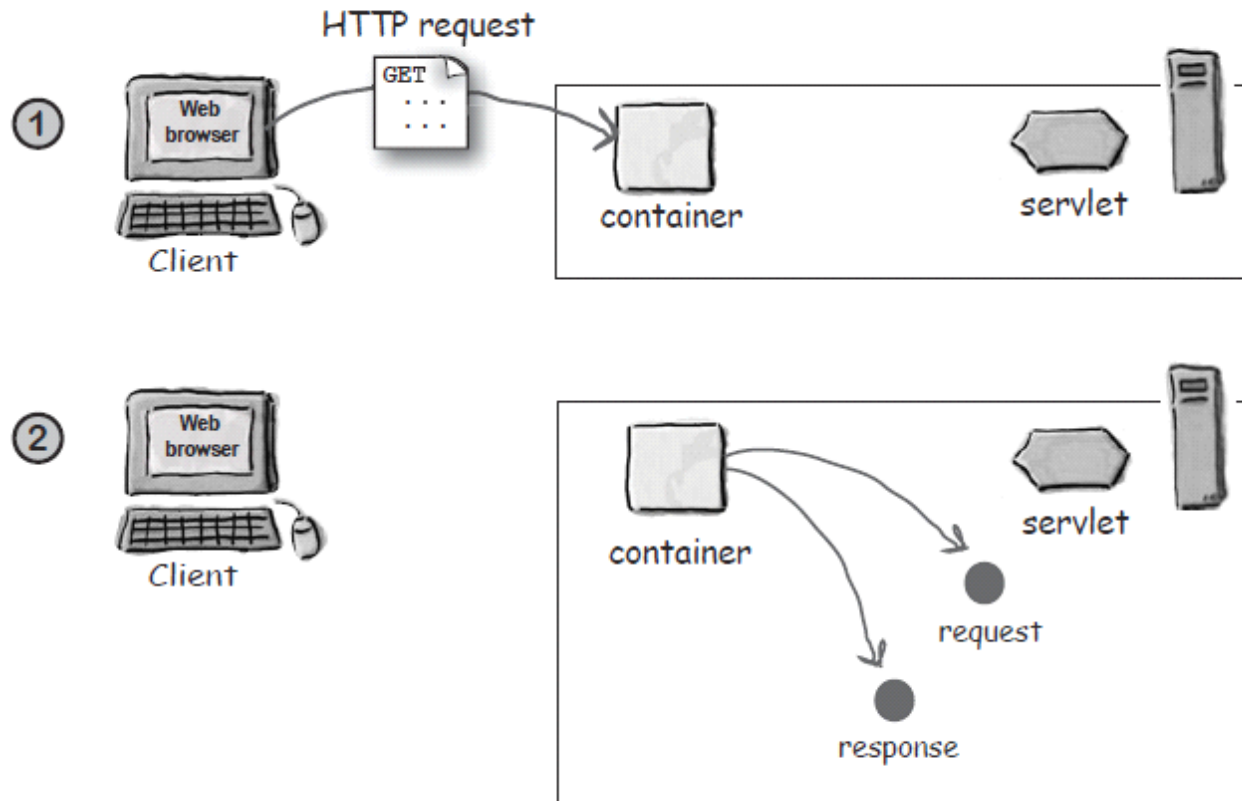 HTTP request
1
Web
browser
GET
. . .
. . .
container
servlet
Client
2
Web
browser
container
servlet
Client
request
response